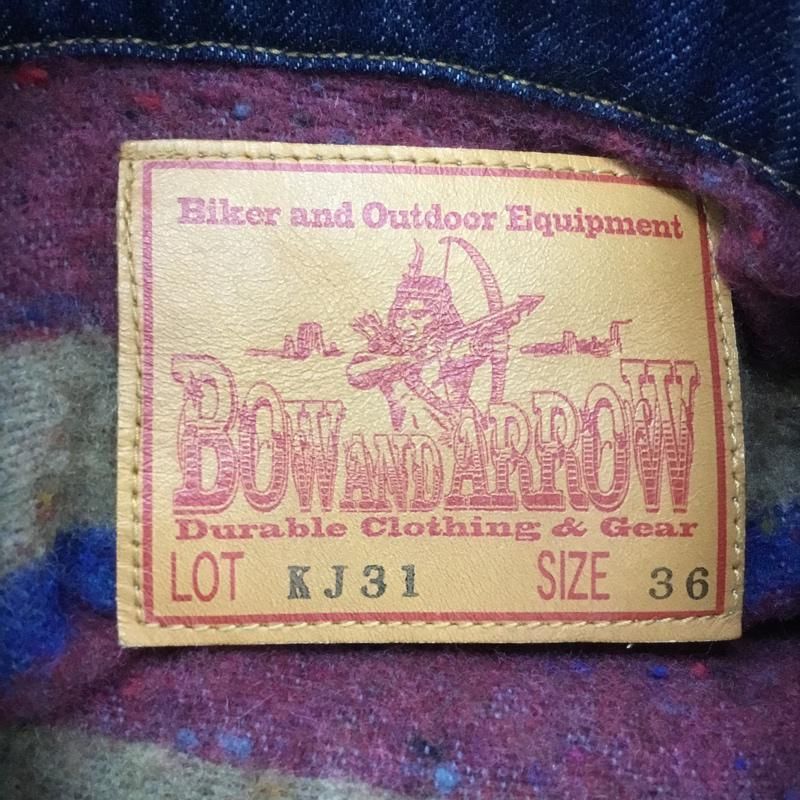 Biker and Outdoor Equipment
BOW AND ARROW
Durable Clothing & Gear
LOT KJ31 SIZE 36